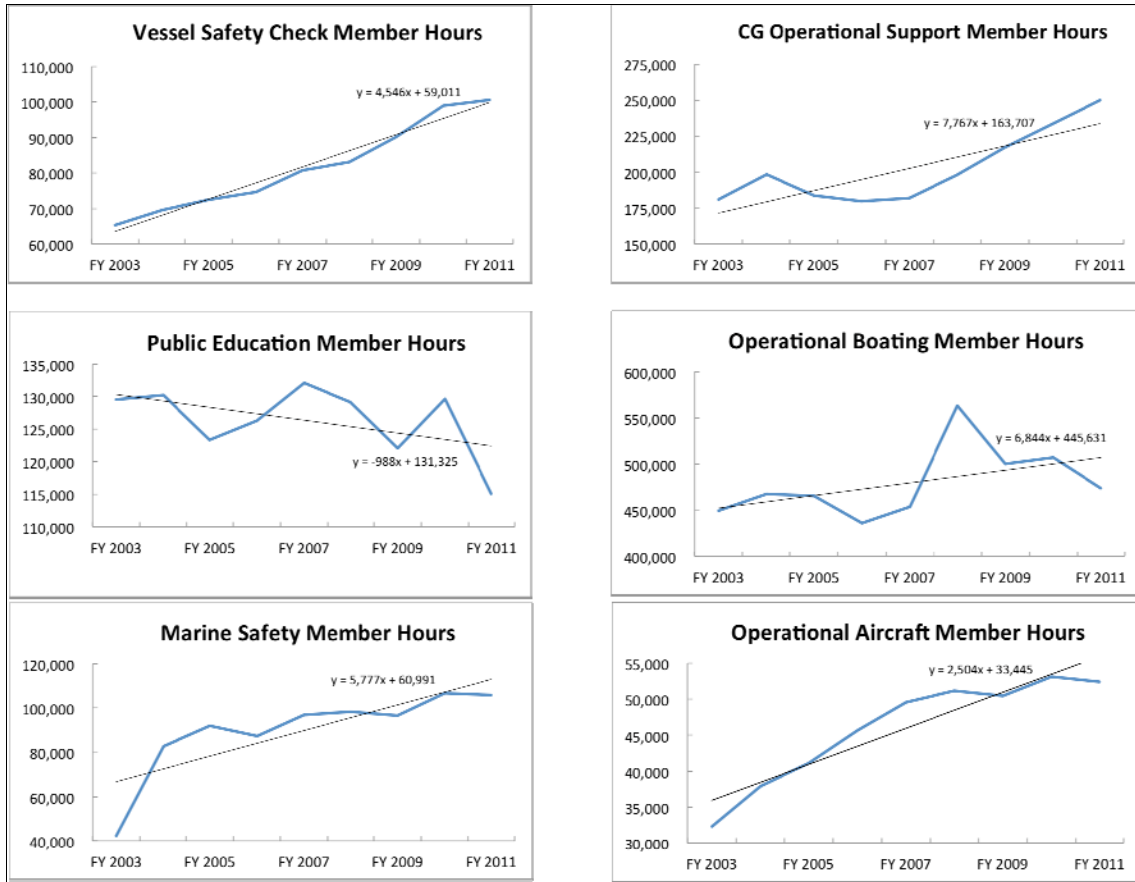 Vessel Safety Check Member Hours
110,000
100,000
90,000
80,000
70,000
60,000
y = 4,546x + 59,011
FY 2003 FY 2005 FY 2007 FY 2009 FY 2011
CG Operational Support Member Hours
275,000
250,000
225,000
200,000
175,000
150,000
y = 7,767x + 163,707
FY 2003 FY 2005 FY 2007 FY 2009 FY 2011
Public Education Member Hours
135,000
130,000
125,000
120,000
115,000
110,000
y = -988x + 131,325
FY 2003 FY 2005 FY 2007 FY 2009 FY 2011
Operational Boating Member Hours
600,000
550,000
500,000
450,000
400,000
y = 6,844x + 445,631
FY 2003 FY 2005 FY 2007 FY 2009 FY 2011
Marine Safety Member Hours
120,000
100,000
80,000
60,000
40,000
y = 5,777x + 60,991
FY 2003 FY 2005 FY 2007 FY 2009 FY 2011
Operational Aircraft Member Hours
55,000
50,000
45,000
40,000
35,000
30,000
y = 2,504x + 33,445
FY 2003 FY 2005 FY 2007 FY 2009 FY 2011